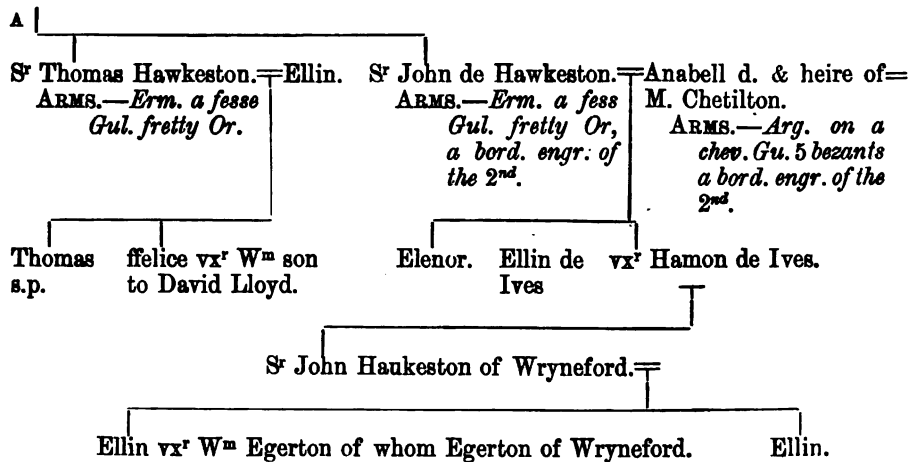 A
Sr Thomas Hawkeston.=Ellin. Sr John de Hawkeston.=Anabell d. & heire of=
ARMS.—Erm. a fesse ARMS.—Erm. a fess M. Chetilton.
Gul. fretty Or. Gul. fretty Or, ARMS.—Arg. on a
a bord. engr. of chev. Gu. 5 bezants
the 2nd. a bord. engr. of the
2nd.
Thomas ffelice vxr Wm son Elenor. Ellin de vxr Hamon de Ives.
s.p. to David Lloyd. Ives
Sr John Haukeston of Wryneford.=
Ellin vxr Wm Egerton of whom Egerton of Wryneford. Ellin.